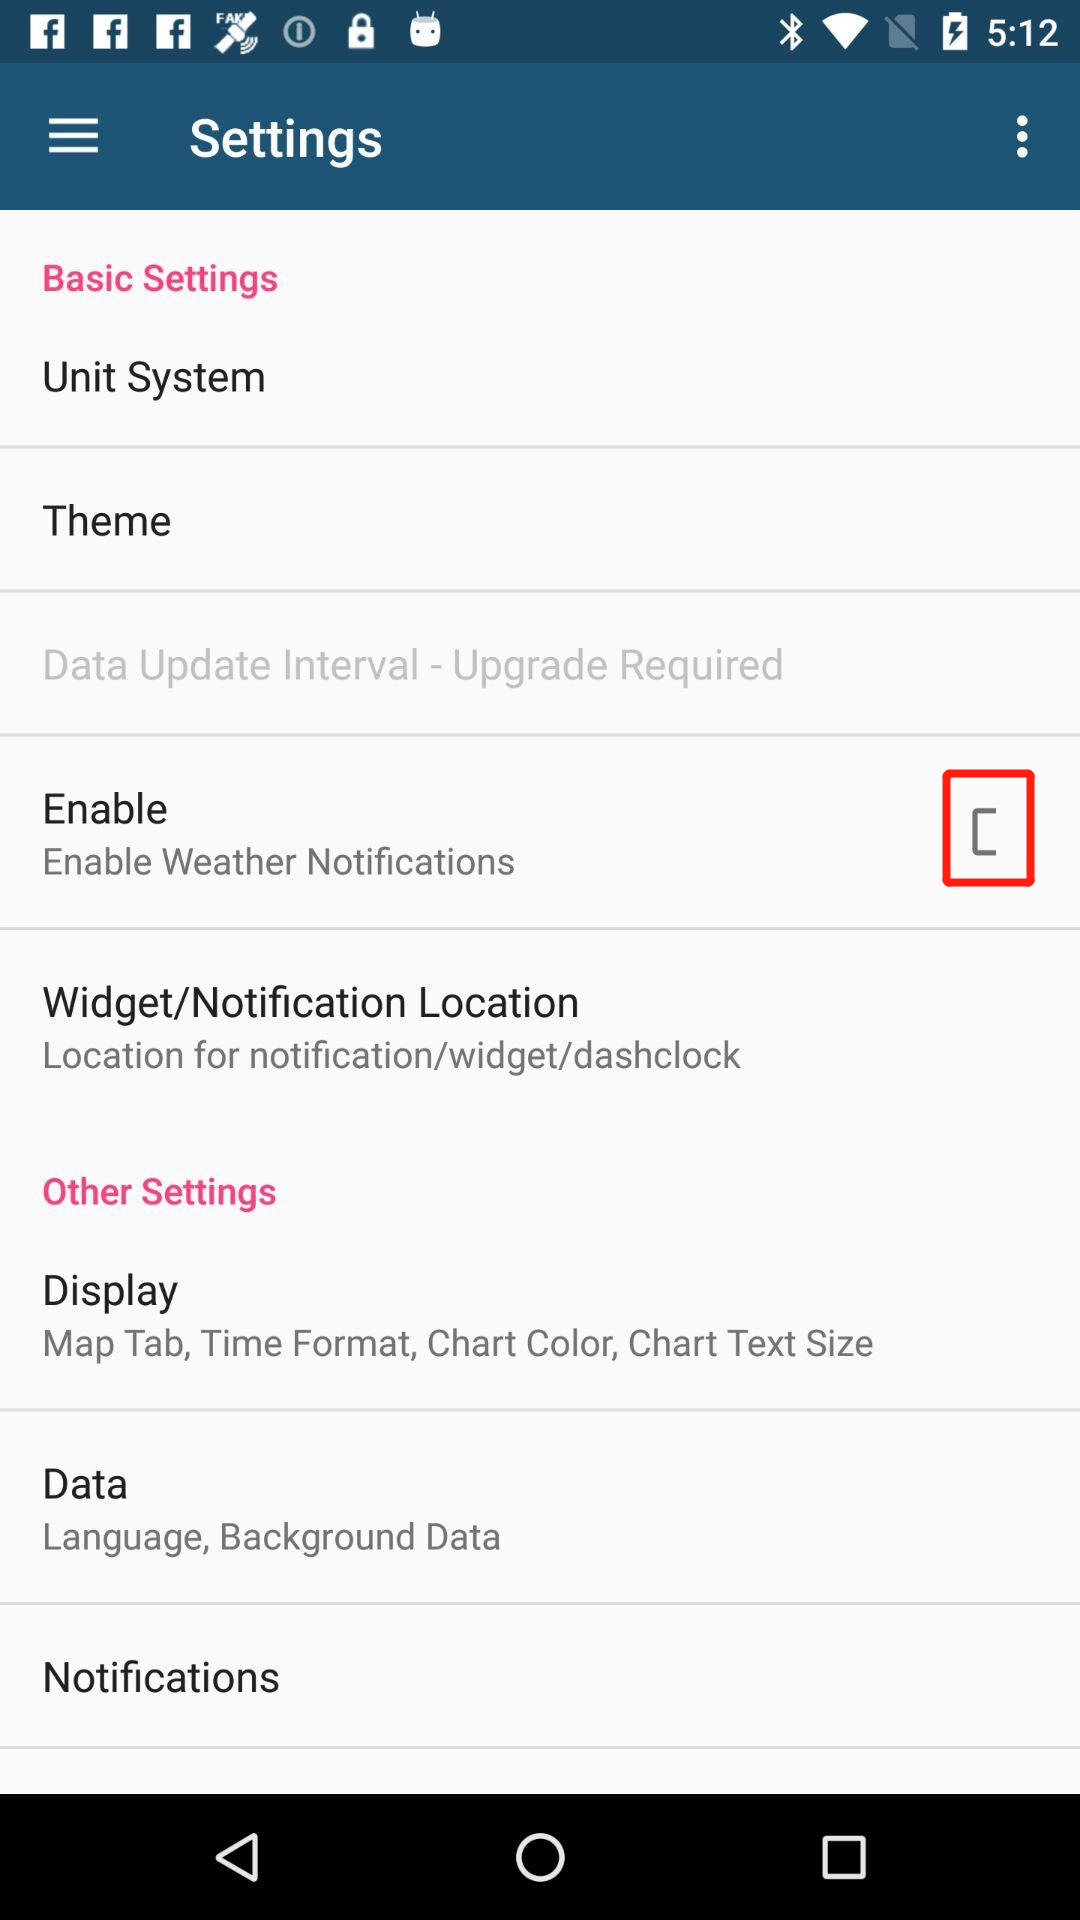 FAKE
5:12
Settings
Basic Settings
Unit System
Theme
Data Update Interval - Upgrade Required
Enable
Enable Weather Notifications
Widget/Notification Location
Location for notification/widget/dashclock
Other Settings
Display
Map Tab, Time Format, Chart Color, Chart Text Size
Data
Language, Background Data
Notifications